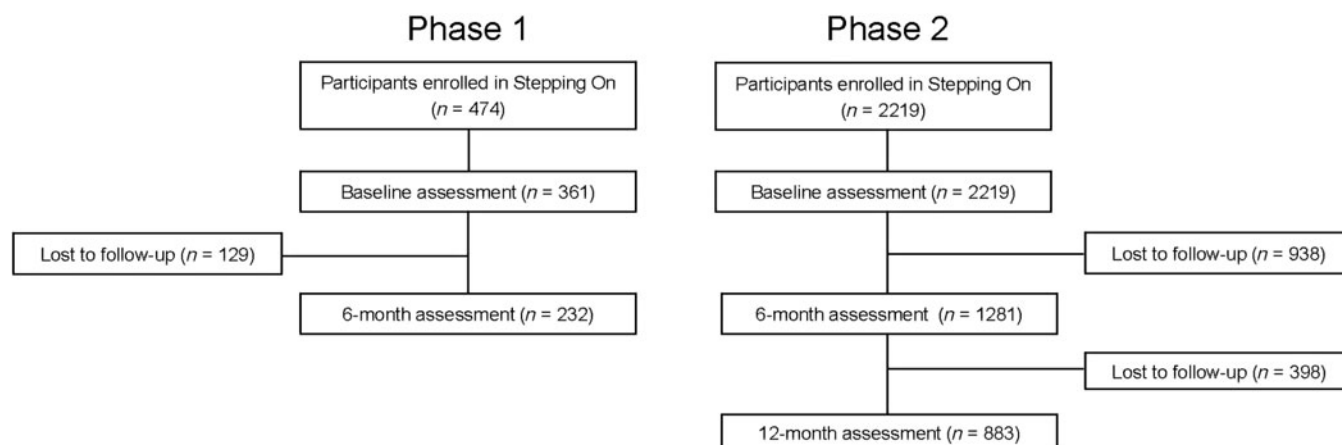 Phase 1
Participants enrolled in Stepping On
(n = 474)
Baseline assessment (n = 361)
Lost to follow-up (n = 129)
6-month assessment (n = 232)
Phase 2
Participants enrolled in Stepping On
(n = 2219)
Baseline assessment (n = 2219)
Lost to follow-up (n = 938)
6-month assessment (n = 1281)
Lost to follow-up (n = 398)
12-month assessment (n = 883)